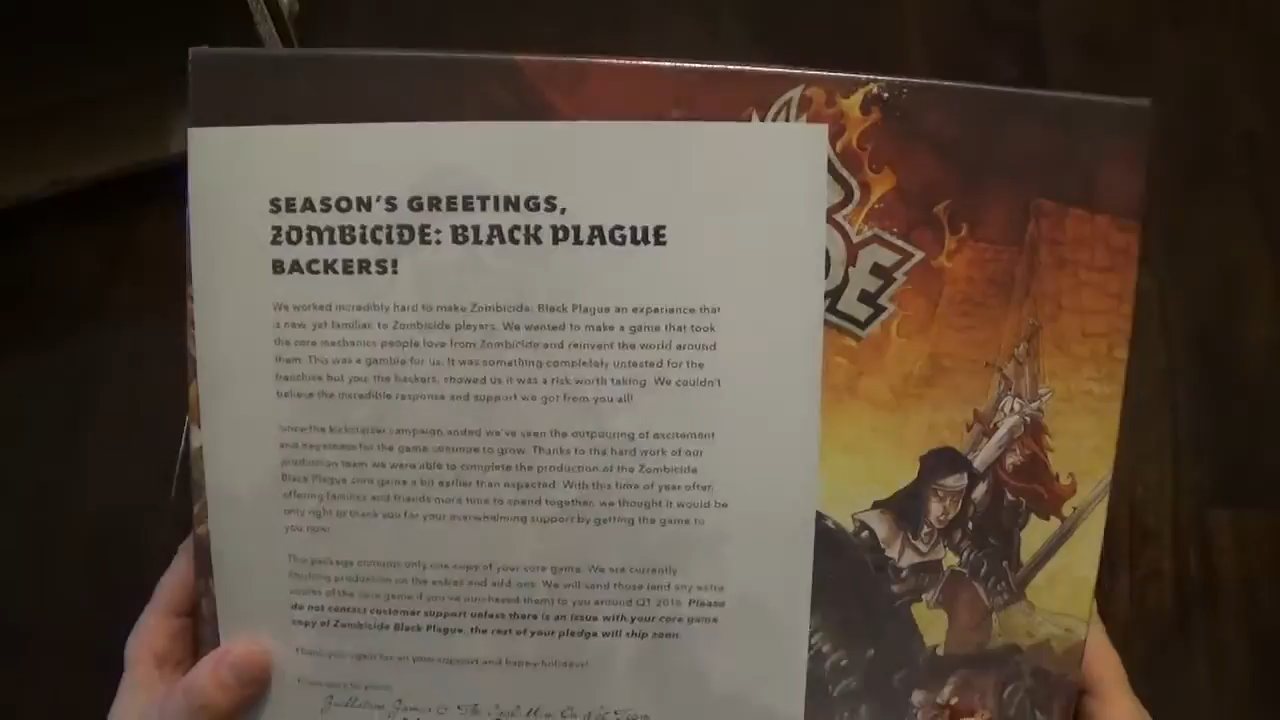 SEASON'S GREETINGS,
ZOMBICIDE: BLACK PLAGUE
BACKERS!
DE
We worked incredibly hard to make Zombicide: Black Plague an experience that
is new yet familiar to Zombicide players. We wanted to make a game that took
the core mechanics people love from Zombicide and reinvent the world around
them. This was a gamble for us. It was something completely untested for the
franchise but you, the backers, showed us it was a risk worth taking. We couldn't
believe the incredible response and support we got from you all!
Since the kickstarter campaign ended we've seen the outpouring of excitement
and eagerness for the game continue to grow. Thanks to the hard work of our
production team we were able to complete the production of the Zombicide
Black Plague core game a bit earlier than expected. With this time of year often
offering families and friends more time to spend together, we thought it would be
only right to thank you for your overwhelming support by getting the game to
you now!
This package contains only one copy of your core game. We are currently
finishing production on the extras and add-ons. We will send those (and any extra
copies of the core game if you've purchased them) to you around Q1 2016. Please
do not contact customer support unless there is an issue with your core game
copy of Zombicide Black Plague, the rest of your pledge will ship soon.
Thank you again for all your support and happy holidays!
Guillotine Games & The CoolMiniOrNot Team